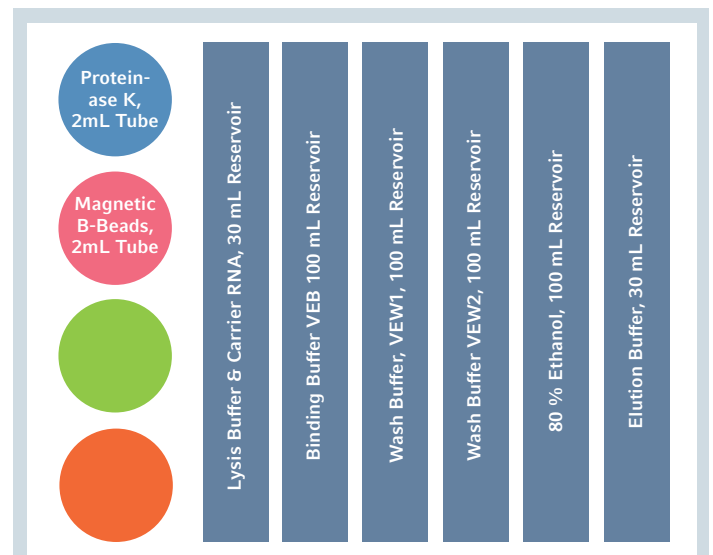 Protein-
ase K,
2mL Tube
Magnetic
B-Beads,
2mL Tube
Lysis Buffer & Carrier RNA, 30 mL Reservoir
Binding Buffer VEB 100 mL Reservoir
Wash Buffer, VEW1, 100 mL Reservoir
Wash Buffer VEW2, 100 mL Reservoir
80 % Ethanol, 100 mL Reservoir
Elution Buffer, 30 mL Reservoir